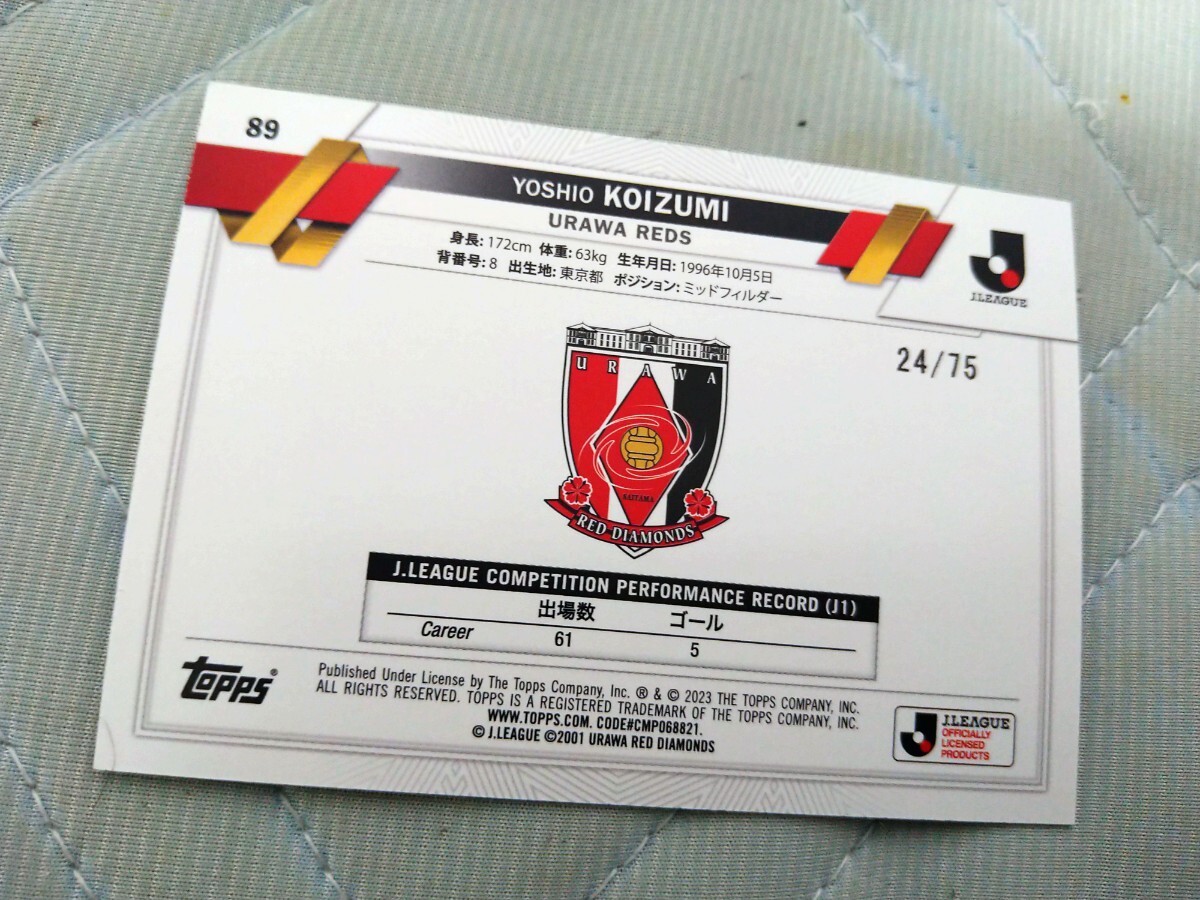 89
YOSHIO KOIZUMI
URAWA REDS
身長: 172cm 体重: 63kg 生年月日: 1996年10月5日
背番号: 8 出生地: 東京都 ポジション: ミッドフィルダー
J.LEAGUE
24/75
URAWA
SAITAMA
RED DIAMONDS
J.LEAGUE COMPETITION PERFORMANCE RECORD (J1)
出場数 ゴール
Career 61 5
Topps®
Published Under License by The Topps Company, Inc. ® & © 2023 THE TOPPS COMPANY, INC.
ALL RIGHTS RESERVED. TOPPS IS A REGISTERED TRADEMARK OF THE TOPPS COMPANY, INC.
WWW.TOPPS.COM. CODE#CMP068821.
© J.LEAGUE ©2001 URAWA RED DIAMONDS
J.LEAGUE
OFFICIALLY
LICENSED
PRODUCTS